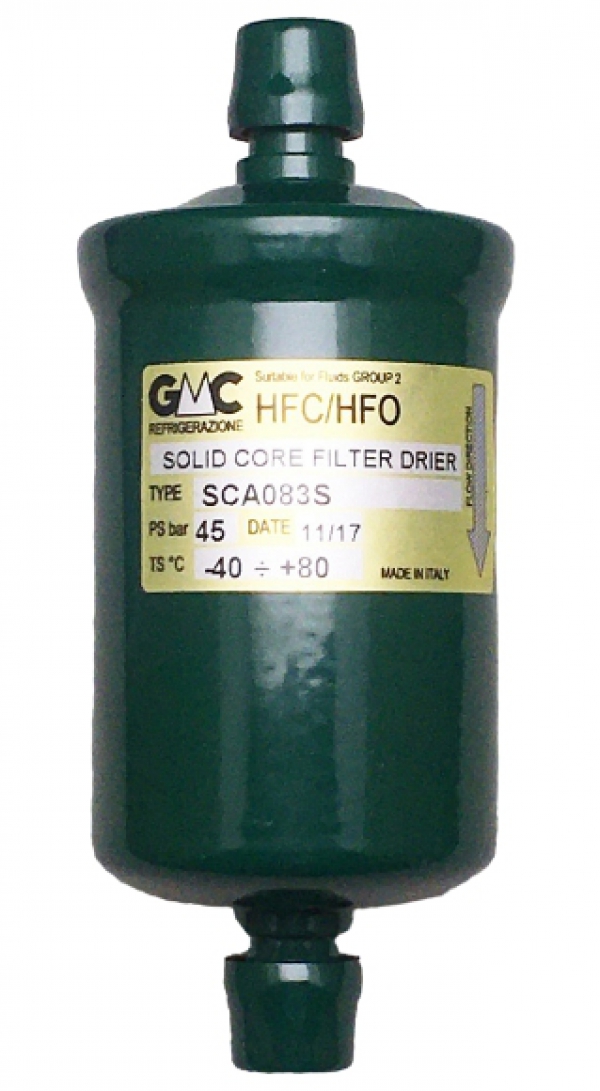 GMC
REFRIGERAZIONE
Suitable for Fluids GROUP 2
HFC/HFO
SOLID CORE FILTER DRIER
TYPE SCA083S
PS bar 45 DATE 11/17
TS °C -40 ÷ +80
MADE IN ITALY
FLOW DIRECTION